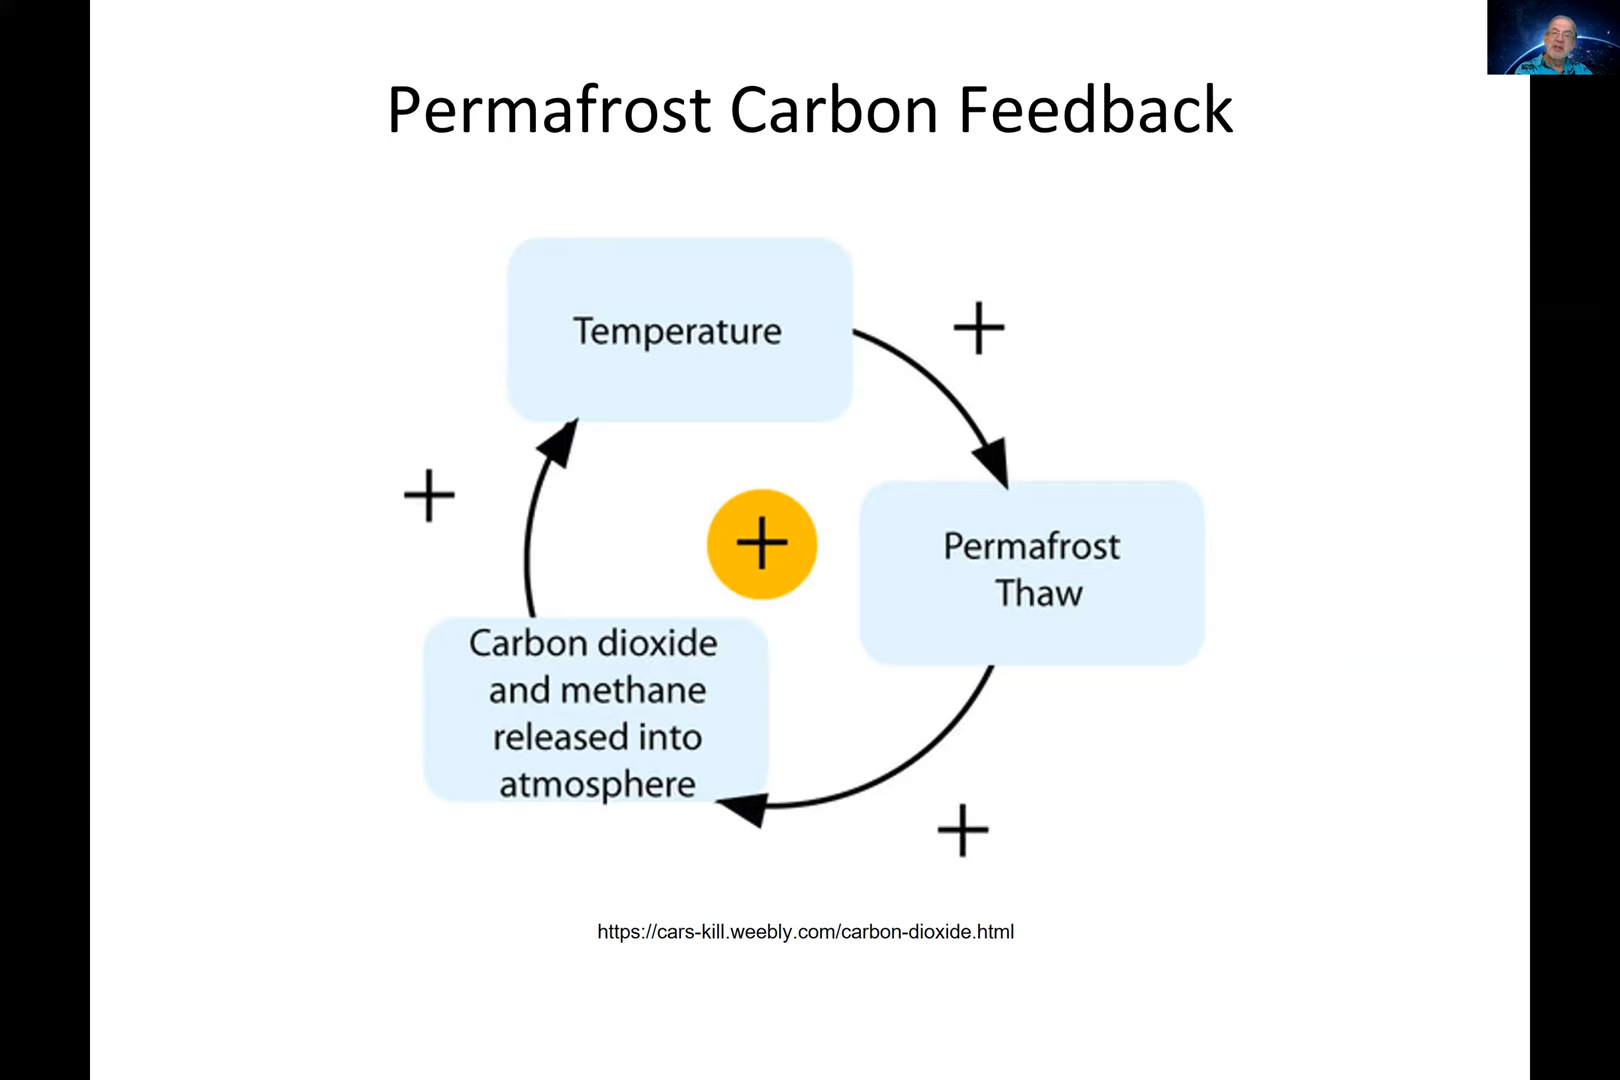 Permafrost Carbon Feedback
Temperature
+
+
+
Permafrost
Thaw
Carbon dioxide
and methane
released into
atmosphere
+
https://cars-kill.weebly.com/carbon-dioxide.html